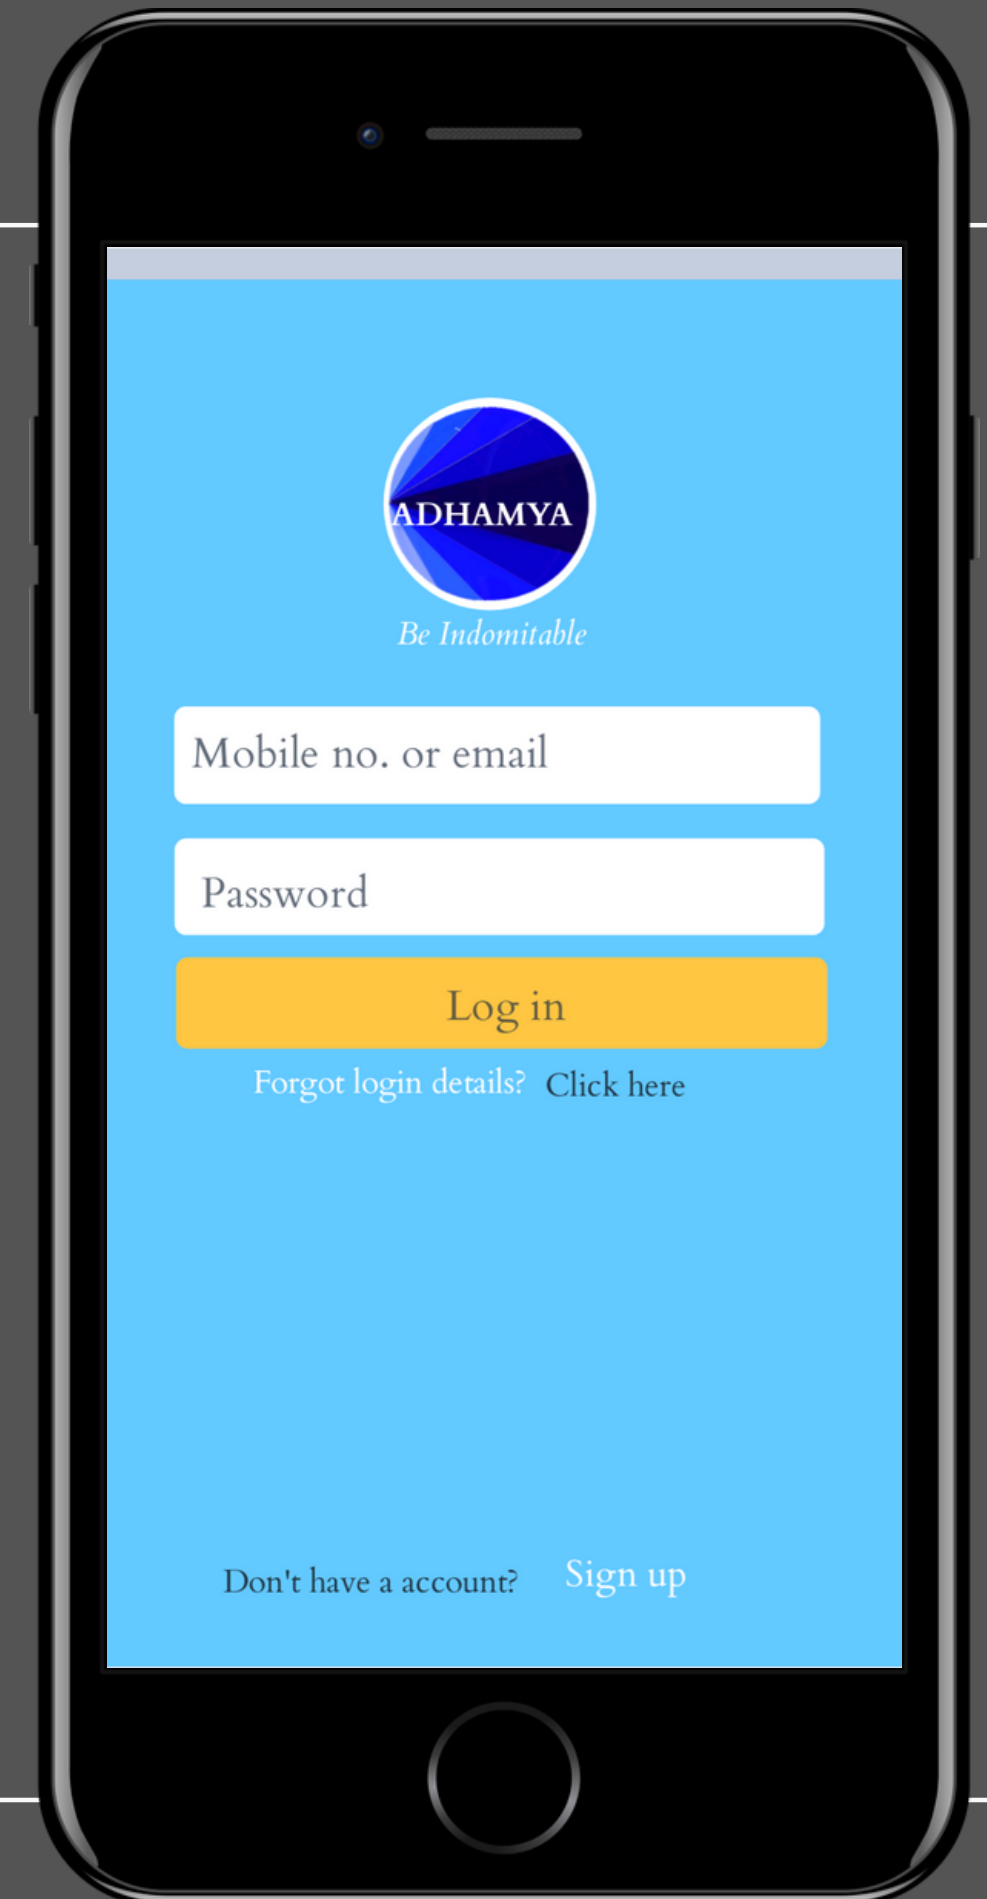 ADHAMYA
Be Indomitable
Mobile no. or email
Password
Log in
Forgot login details? Click here
Don't have a account? Sign up